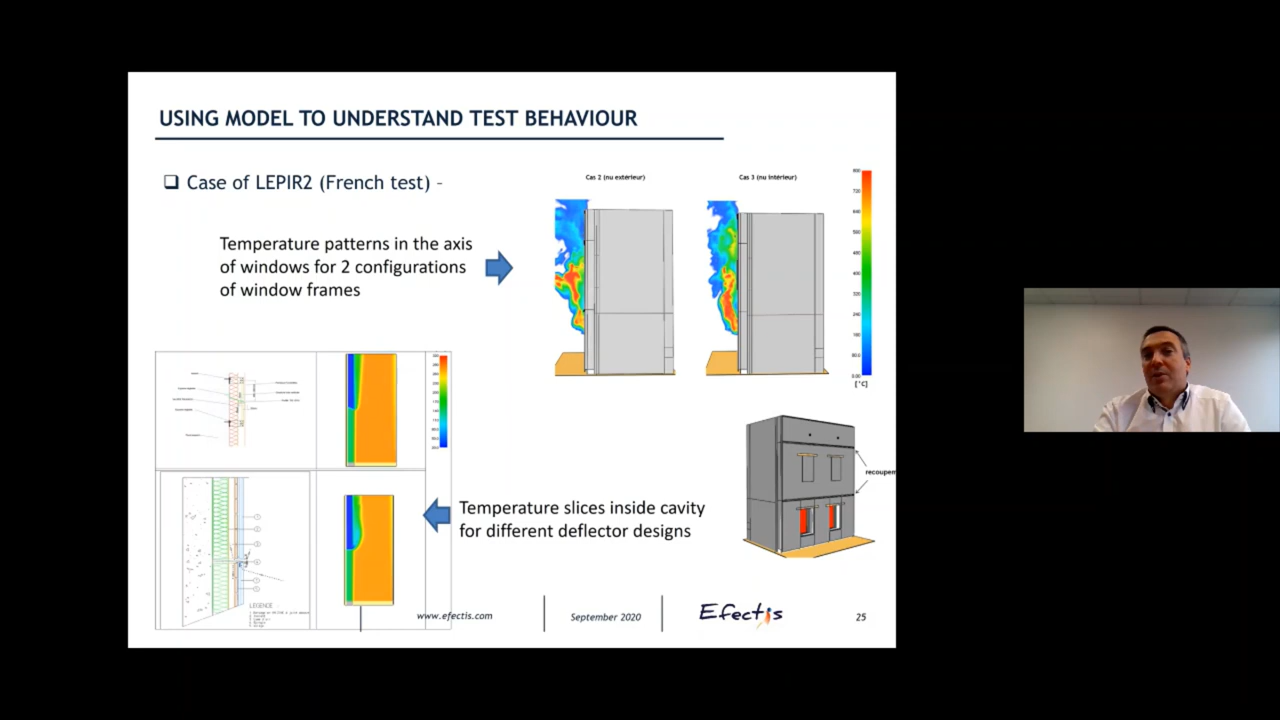 USING MODEL TO UNDERSTAND TEST BEHAVIOUR
Case of LEPIR2 (French test) -
Temperature patterns in the axis
of windows for 2 configurations
of window frames
Cas 2 (nu extérieur)
Cas 3 (nu intérieur)
[°C]
recoupem
Temperature slices inside cavity
for different deflector designs
LEGENDE
www.efectis.com
September 2020
Efectis
25